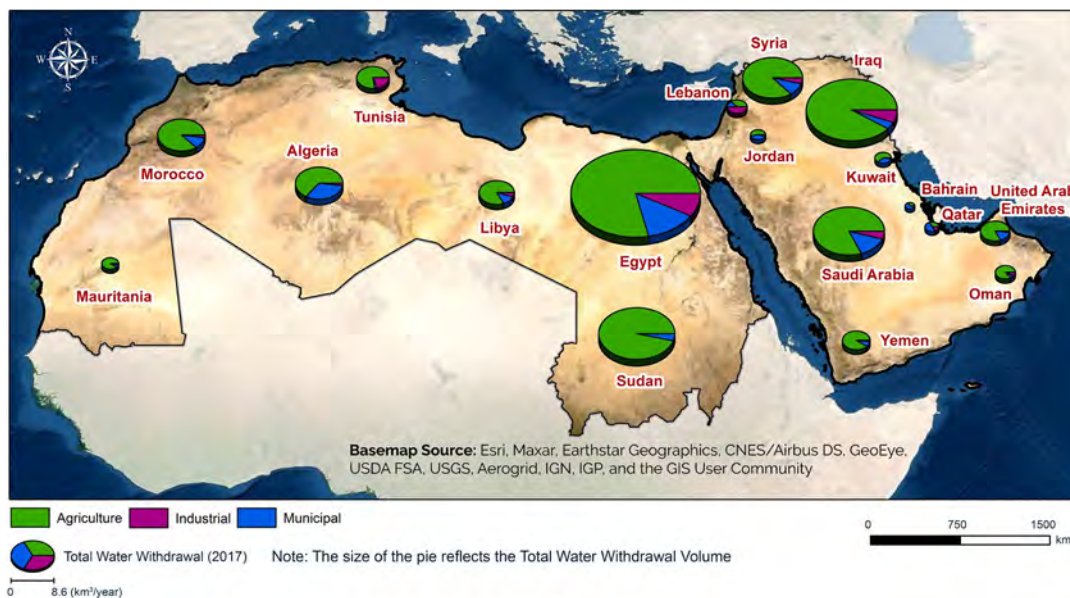 N
W
E
S
Syria
Iraq
Lebanon
Tunisia
Jordan
Morocco
Algeria
Kuwait
Bahrain
United Arab
Emirates
Qatar
Libya
Egypt
Saudi Arabia
Mauritania
Oman
Yemen
Sudan
Basemap Source: Esri, Maxar, Earthstar Geographics, CNES/Airbus DS, GeoEye,
USDA FSA, USGS, Aerogrid, IGN, IGP, and the GIS User Community
Agriculture
Industrial
Municipal
0
750
1500
km
Total Water Withdrawal (2017)
Note: The size of the pie reflects the Total Water Withdrawal Volume
0
8.6 (km³/year)